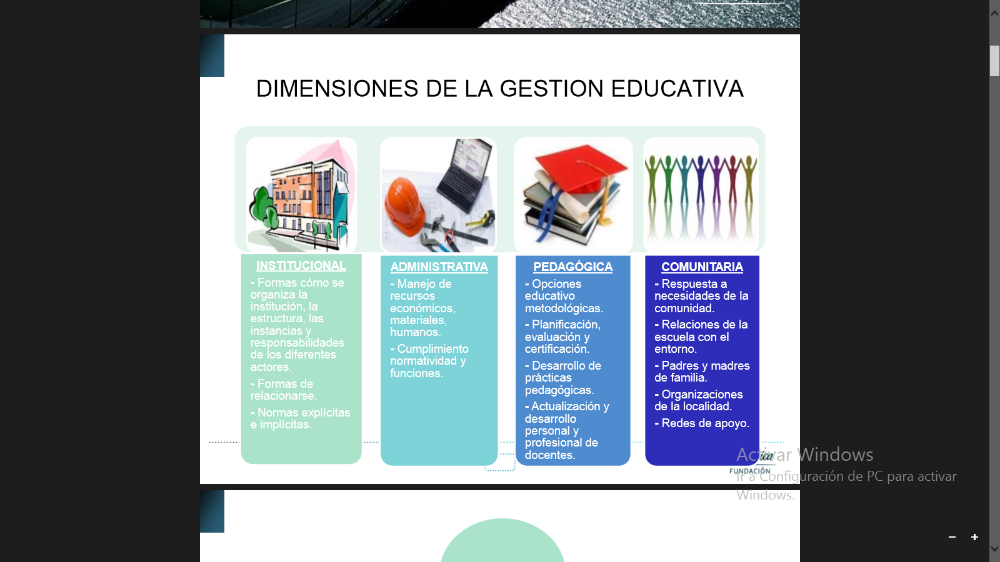 DIMENSIONES DE LA GESTION EDUCATIVA
INSTITUCIONAL
- Formas cómo se
organiza la
institución, la
estructura, las
instancias y
responsabilidades
de los diferentes
actores.
- Formas de
relacionarse.
- Normas explícitas
e implícitas.
ADMINISTRATIVA
- Manejo de
recursos
económicos,
materiales,
humanos.
- Cumplimiento
normatividad y
funciones.
PEDAGÓGICA
- Opciones
educativo
metodológicas.
- Planificación,
evaluación y
certificación.
- Desarrollo de
prácticas
pedagógicas.
- Actualización y
desarrollo
personal y
profesional de
docentes.
COMUNITARIA
- Respuesta a
necesidades de la
comunidad.
- Relaciones de la
escuela con el
entorno.
- Padres y madres
de familia.
- Organizaciones
de la localidad.
- Redes de apoyo.
FUNDACIÓN
Activar Windows
Ir a Configuración de PC para activar
Windows.